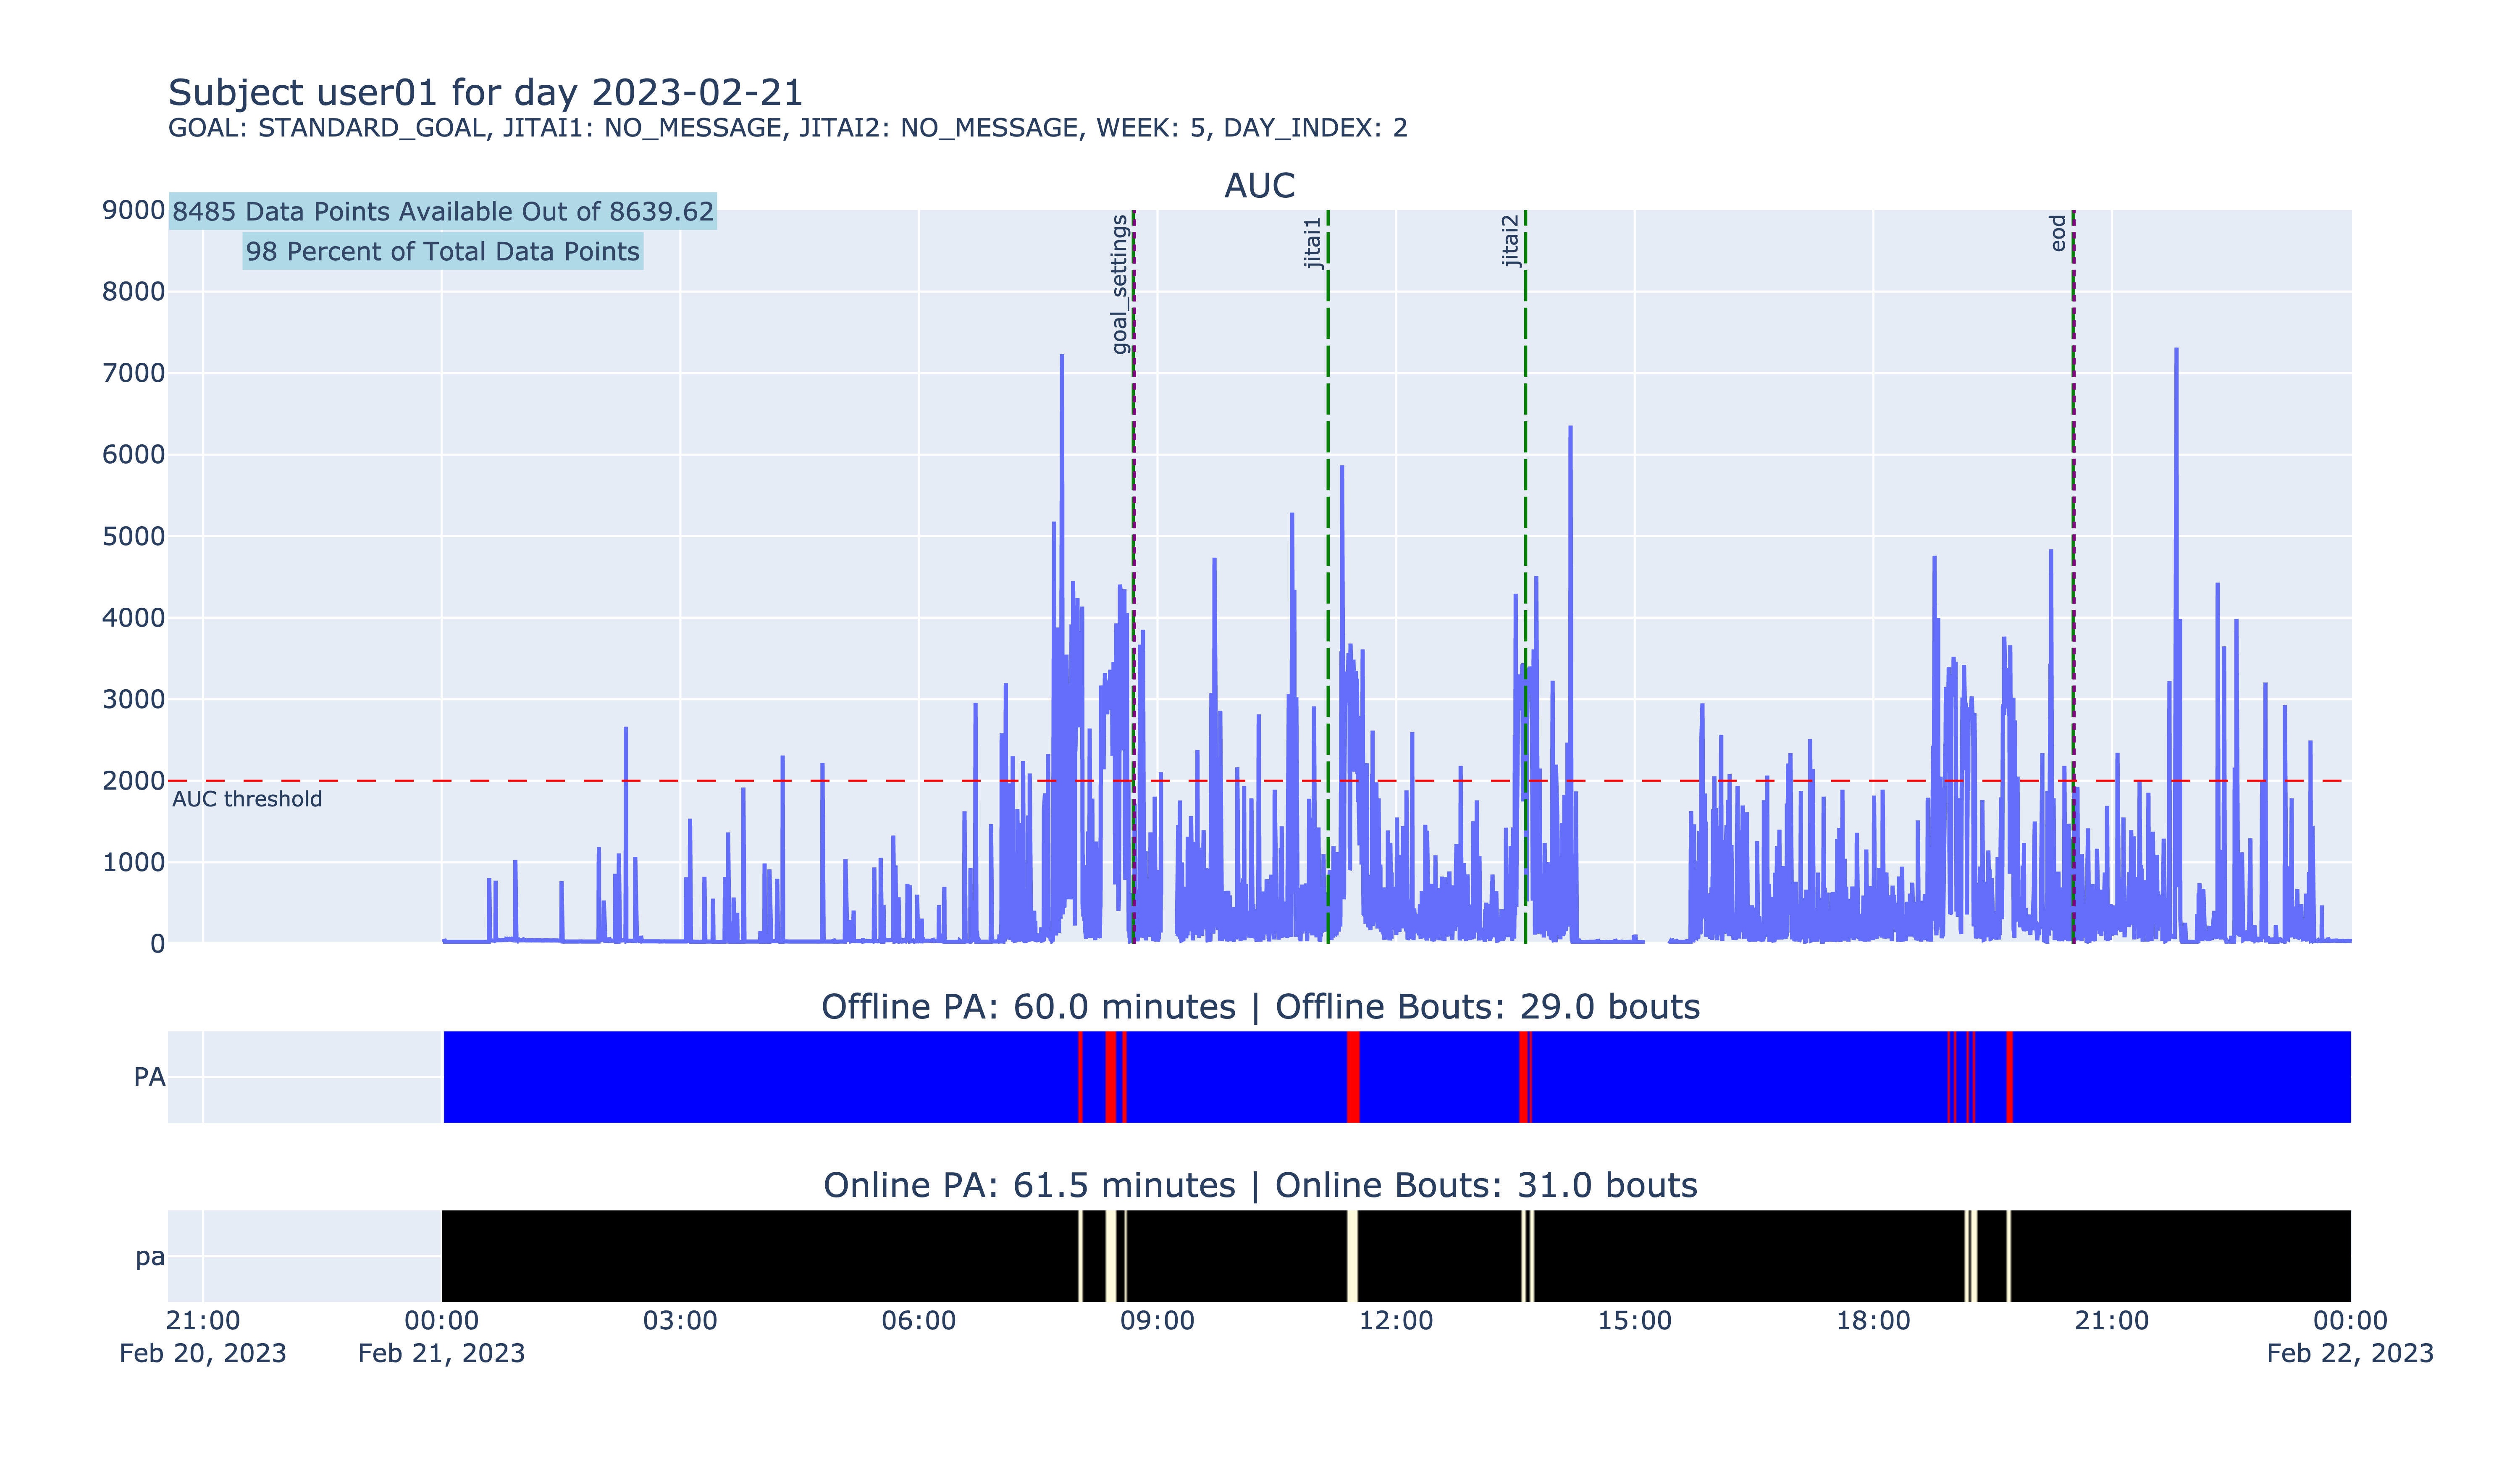 Subject user01 for day 2023-02-21
GOAL: STANDARD_GOAL, JITAI1: NO_MESSAGE, JITAI2: NO_MESSAGE, WEEK: 5, DAY_INDEX: 2
AUC
8485 Data Points Available Out of 8639.62
98 Percent of Total Data Points
goal_settings
jitai1
jitai2
eod
9000
8000
7000
6000
5000
4000
3000
2000
1000
0
AUC threshold
Offline PA: 60.0 minutes | Offline Bouts: 29.0 bouts
PA
Online PA: 61.5 minutes | Online Bouts: 31.0 bouts
pa
21:00 00:00 03:00 06:00 09:00 12:00 15:00 18:00 21:00 00:00
Feb 20, 2023 Feb 21, 2023 Feb 22, 2023